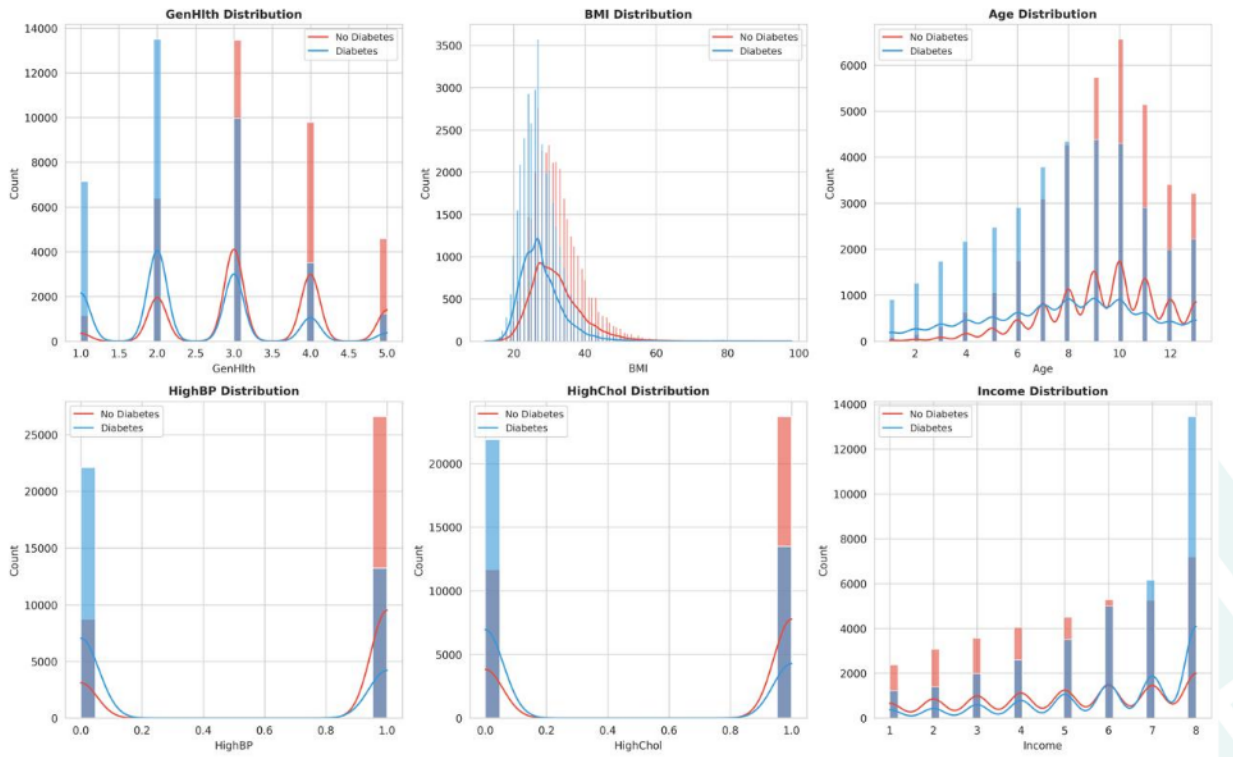 GenHlth Distribution
No Diabetes
Diabetes
14000
12000
10000
8000
6000
4000
2000
0
Count
1.0 1.5 2.0 2.5 3.0 3.5 4.0 4.5 5.0
GenHlth
BMI Distribution
No Diabetes
Diabetes
3500
3000
2500
2000
1500
1000
500
0
Count
20 40 60 80 100
BMI
Age Distribution
No Diabetes
Diabetes
6000
5000
4000
3000
2000
1000
0
Count
2 4 6 8 10 12
Age
HighBP Distribution
No Diabetes
Diabetes
25000
20000
15000
10000
5000
0
Count
0.0 0.2 0.4 0.6 0.8 1.0
HighBP
HighChol Distribution
No Diabetes
Diabetes
20000
15000
10000
5000
0
Count
0.0 0.2 0.4 0.6 0.8 1.0
HighChol
Income Distribution
No Diabetes
Diabetes
14000
12000
10000
8000
6000
4000
2000
0
Count
1 2 3 4 5 6 7 8
Income